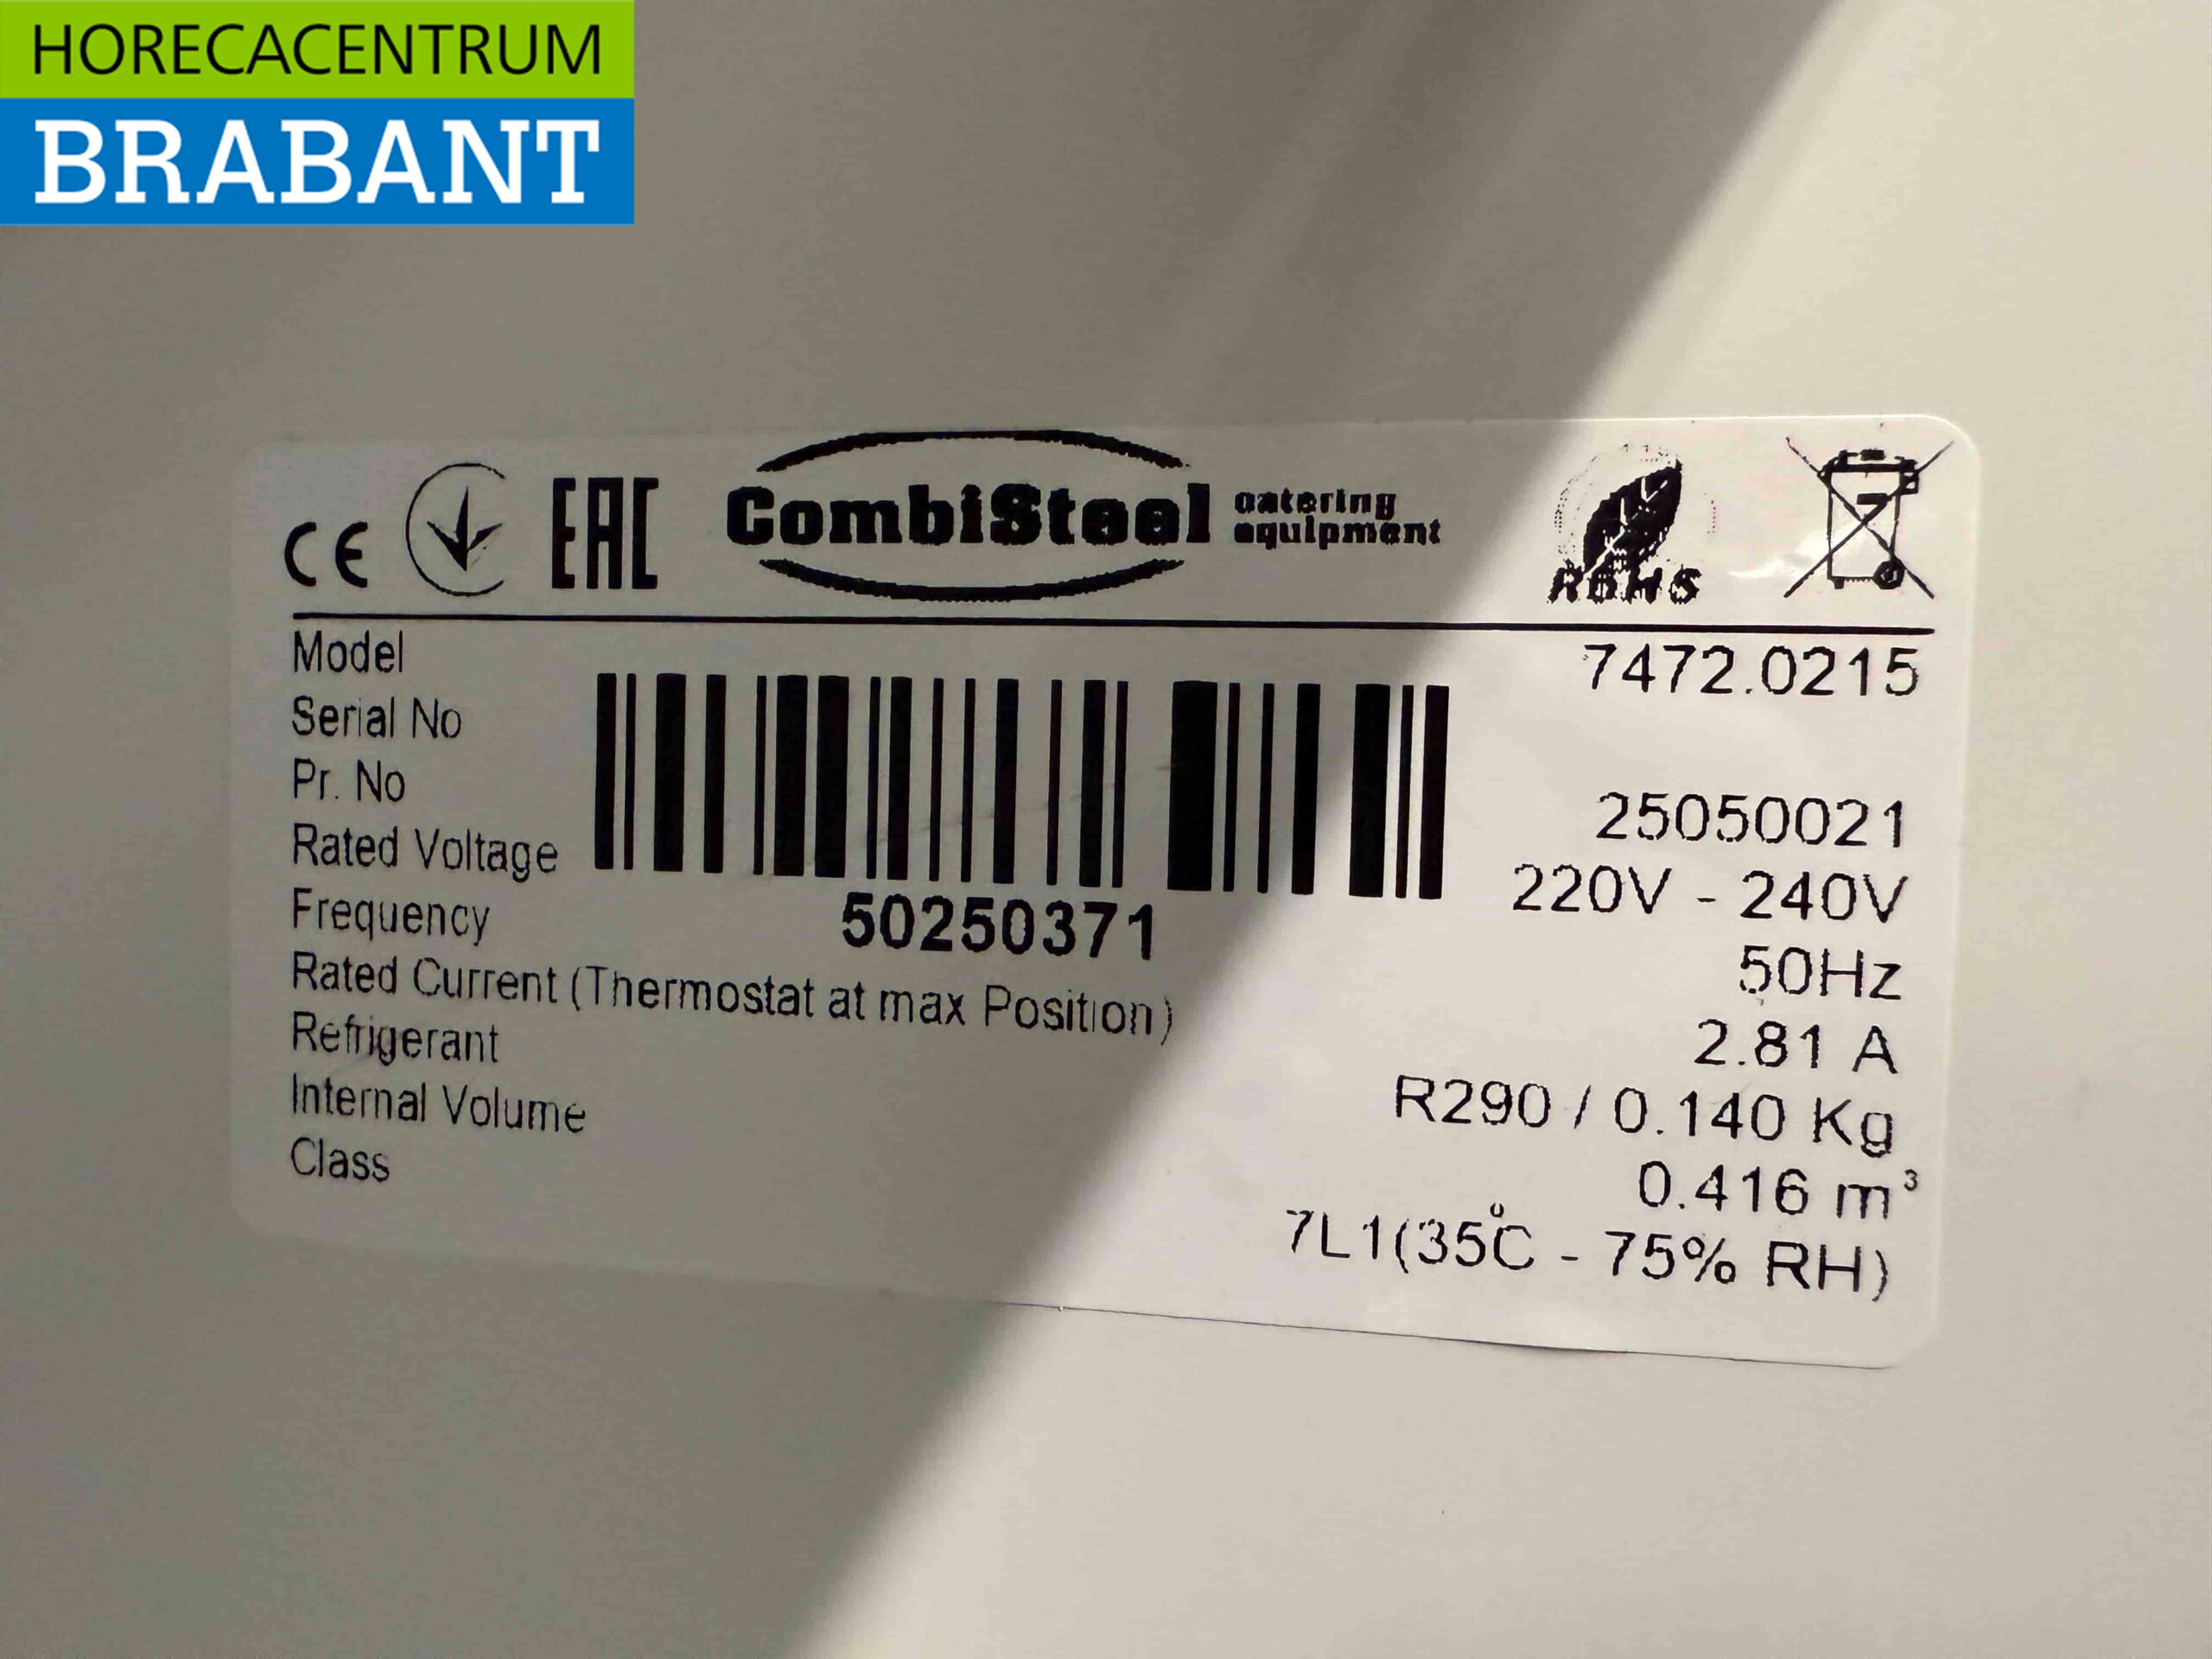 HORECACENTRUM
BRABANT
CE EAC CombiSteel catering equipment RoHS
Model 7472.0215
Serial No
Pr. No 25050021
Rated Voltage 220V - 240V
50250371
Frequency 50Hz
Rated Current (Thermostat at max Position) 2.81 A
Refrigerant R290 / 0.140 Kg
Internal Volume 0.416 m³
Class 7L1(35°C - 75% RH)